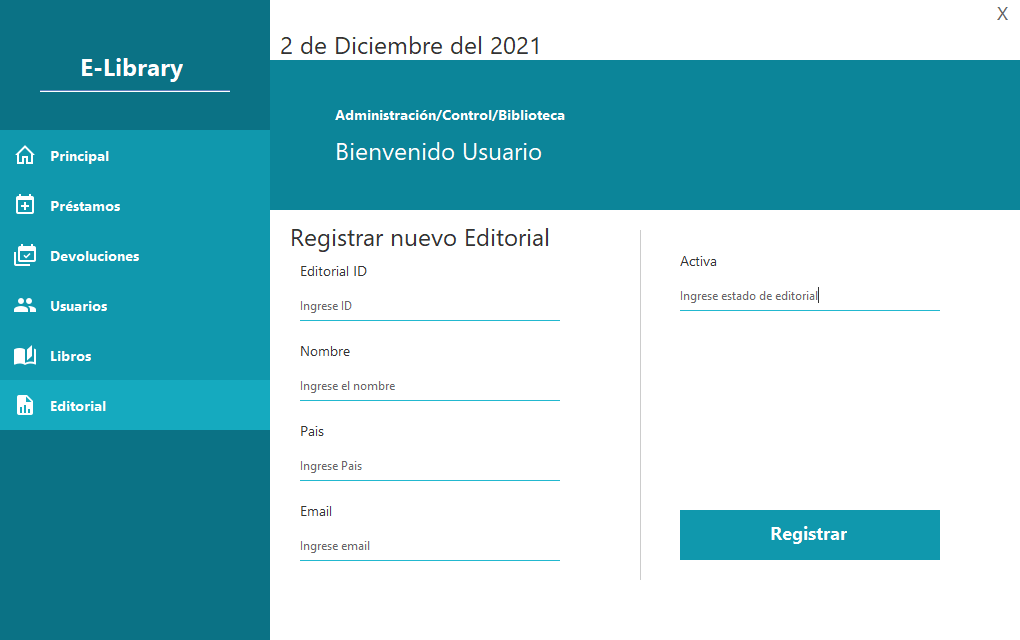 X
2 de Diciembre del 2021
E-Library
Administración/Control/Biblioteca
Bienvenido Usuario
Principal
Préstamos
Devoluciones
Usuarios
Libros
Editorial
Registrar nuevo Editorial
Editorial ID
Ingrese ID
Nombre
Ingrese el nombre
Pais
Ingrese Pais
Email
Ingrese email
Activa
Ingrese estado de editorial
Registrar